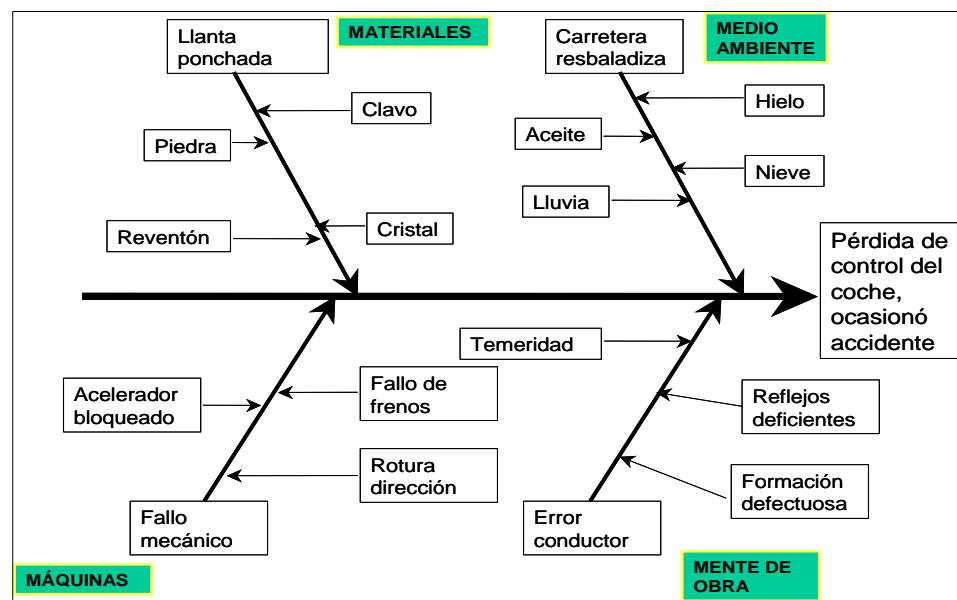 Llanta
ponchada
MATERIALES
Carretera
resbaladiza
MEDIO
AMBIENTE
Clavo
Hielo
Piedra
Aceite
Nieve
Lluvia
Reventón
Cristal
Pérdida de
control del
coche,
ocasionó
accidente
Temeridad
Acelerador
bloqueado
Fallo de
frenos
Reflejos
deficientes
Rotura
dirección
Formación
defectuosa
Fallo
mecánico
Error
conductor
MÁQUINAS
MENTE DE
OBRA